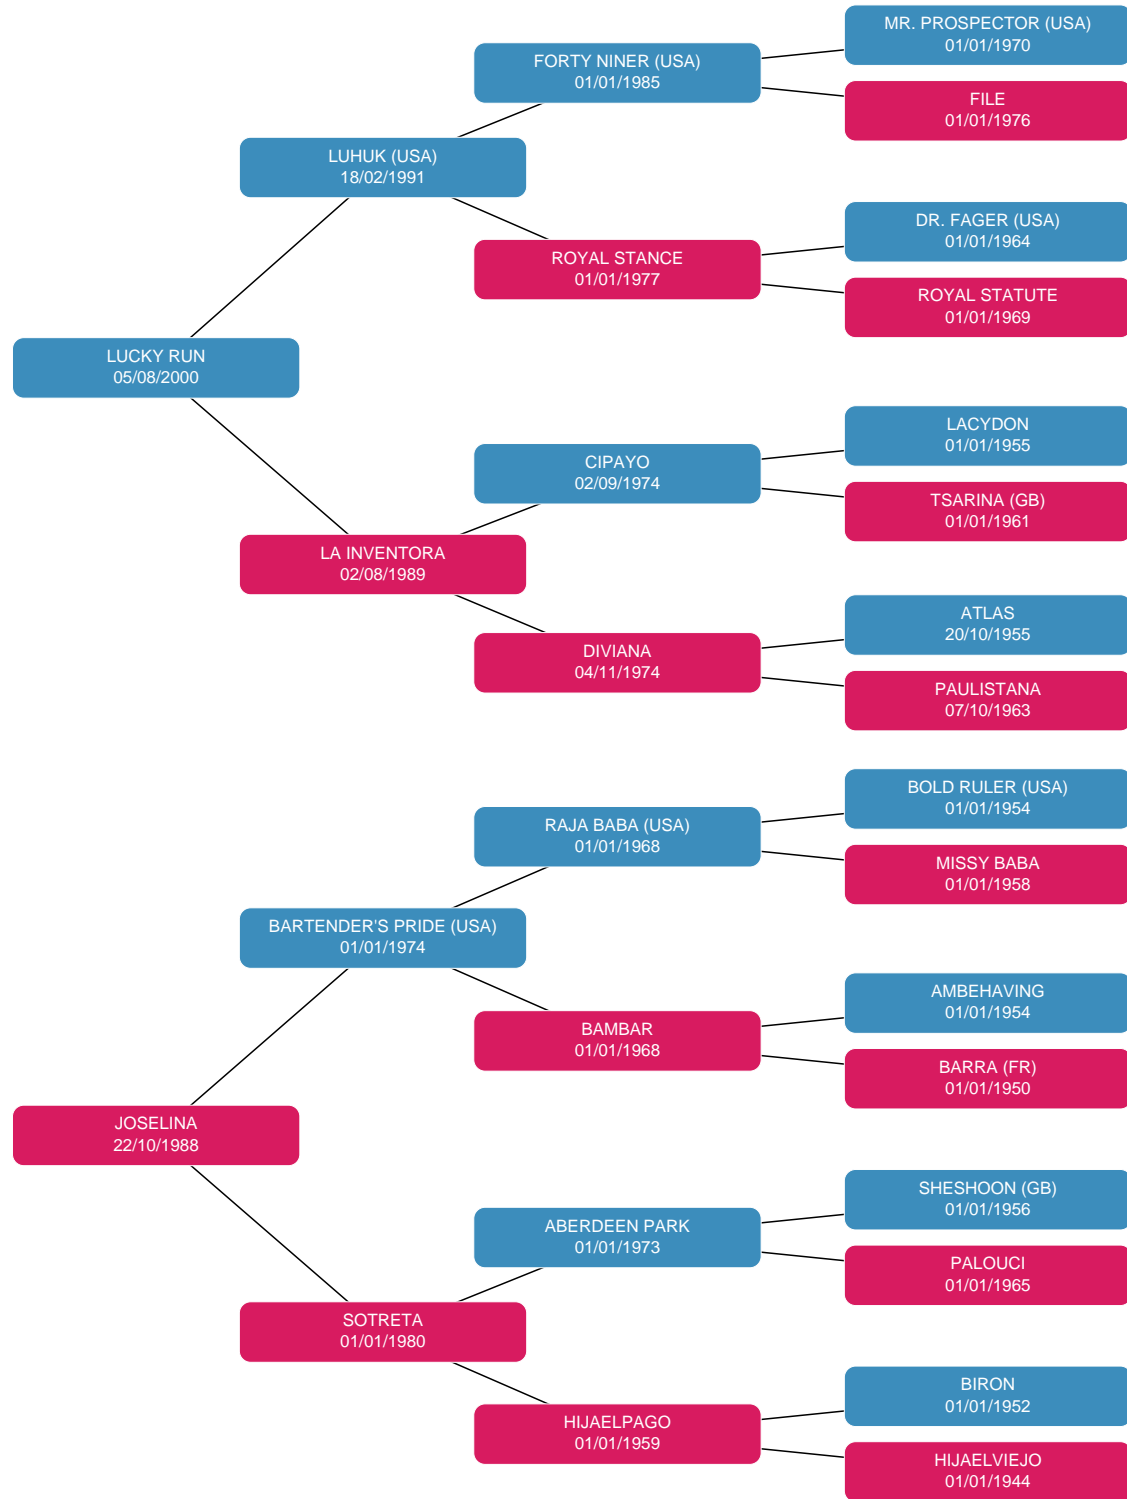 MR. PROSPECTOR (USA)
01/01/1970
FORTY NINER (USA)
01/01/1985
FILE
01/01/1976
LUHUK (USA)
18/02/1991
DR. FAGER (USA)
01/01/1964
ROYAL STANCE
01/01/1977
ROYAL STATUTE
01/01/1969
LUCKY RUN
05/08/2000
LACYDON
01/01/1955
CIPAYO
02/09/1974
TSARINA (GB)
01/01/1961
LA INVENTORA
02/08/1989
ATLAS
20/10/1955
DIVIANA
04/11/1974
PAULISTANA
07/10/1963
BOLD RULER (USA)
01/01/1954
RAJA BABA (USA)
01/01/1968
MISSY BABA
01/01/1958
BARTENDER'S PRIDE (USA)
01/01/1974
AMBEHAVING
01/01/1954
BAMBAR
01/01/1968
BARRA (FR)
01/01/1950
JOSELINA
22/10/1988
SHESHOON (GB)
01/01/1956
ABERDEEN PARK
01/01/1973
PALOUCI
01/01/1965
SOTRETA
01/01/1980
BIRON
01/01/1952
HIJAELPAGO
01/01/1959
HIJAELVIEJO
01/01/1944